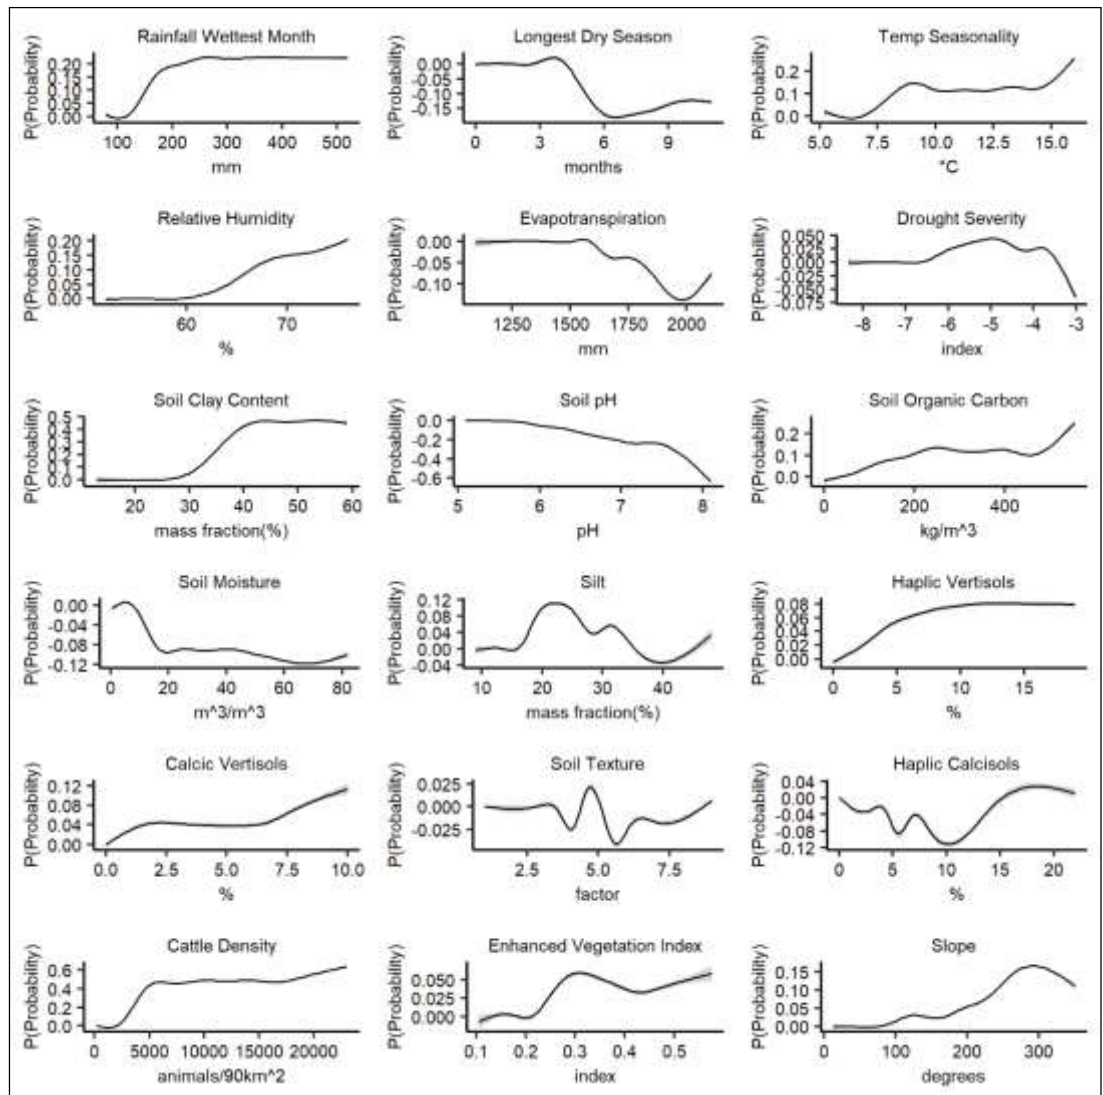 Rainfall Wettest Month Longest Dry Season Temp Seasonality
P(Probability) 0.20 0.15 0.10 0.05 0.00 P(Probability) 0.00 -0.05 -0.10 -0.15 P(Probability) 0.2 0.1 0.0
100 200 300 400 500 0 3 6 9 5.0 7.5 10.0 12.5 15.0
mm months °C
Relative Humidity Evapotranspiration Drought Severity
P(Probability) 0.20 0.15 0.10 0.05 0.00 P(Probability) 0.00 -0.05 -0.10 P(Probability) 0.050 0.025 0.000 -0.025 -0.050 -0.075
60 70 1250 1500 1750 2000 -8 -7 -6 -5 -4 -3
% mm index
Soil Clay Content Soil pH Soil Organic Carbon
P(Probability) 0.5 0.4 0.3 0.2 0.1 0.0 P(Probability) 0.0 -0.2 -0.4 -0.6 P(Probability) 0.2 0.1 0.0
20 30 40 50 60 5 6 7 8 0 200 400
mass fraction(%) pH kg/m^3
Soil Moisture Silt Haplic Vertisols
P(Probability) 0.00 -0.04 -0.08 -0.12 P(Probability) 0.12 0.08 0.04 0.00 -0.04 P(Probability) 0.08 0.06 0.04 0.02 0.00
0 20 40 60 80 10 20 30 40 0 5 10 15
m^3/m^3 mass fraction(%) %
Calcic Vertisols Soil Texture Haplic Calcisols
P(Probability) 0.12 0.08 0.04 0.00 P(Probability) 0.025 0.000 -0.025 P(Probability) 0.04 0.00 -0.04 -0.08 -0.12
0.0 2.5 5.0 7.5 10.0 2.5 5.0 7.5 0 5 10 15 20
% factor %
Cattle Density Enhanced Vegetation Index Slope
P(Probability) 0.6 0.4 0.2 0.0 P(Probability) 0.050 0.025 0.000 P(Probability) 0.15 0.10 0.05 0.00
0 5000 10000 15000 20000 0.1 0.2 0.3 0.4 0.5 0 100 200 300
animals/90km^2 index degrees